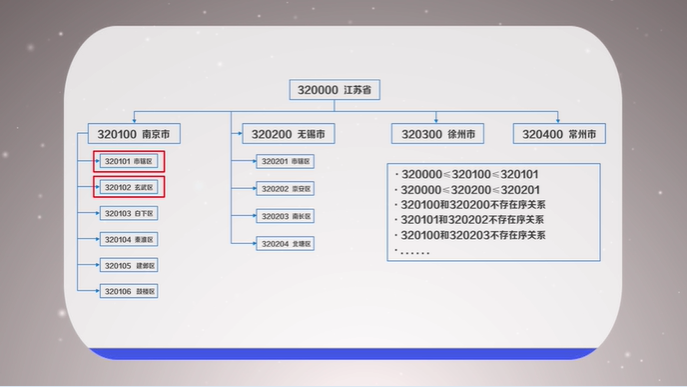 320000 江苏省
320100 南京市
320200 无锡市
320300 徐州市
320400 常州市
320101 市辖区
320102 玄武区
320103 白下区
320104 秦淮区
320105 建邺区
320106 鼓楼区
320201 市辖区
320202 崇安区
320203 南长区
320204 北塘区
·320000≤320100≤320101
·320000≤320200≤320201
·320100和320200不存在序关系
·320101和320202不存在序关系
·320100和320203不存在序关系
·......